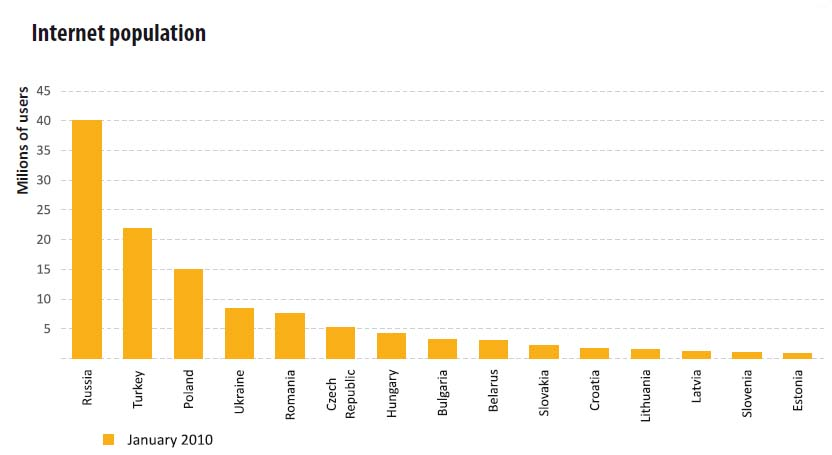 Internet population
Milions of users
45
40
35
30
25
20
15
10
5
Russia
Turkey
Poland
Ukraine
Romania
Czech
Republic
Hungary
Bulgaria
Belarus
Slovakia
Croatia
Lithuania
Latvia
Slovenia
Estonia
January 2010